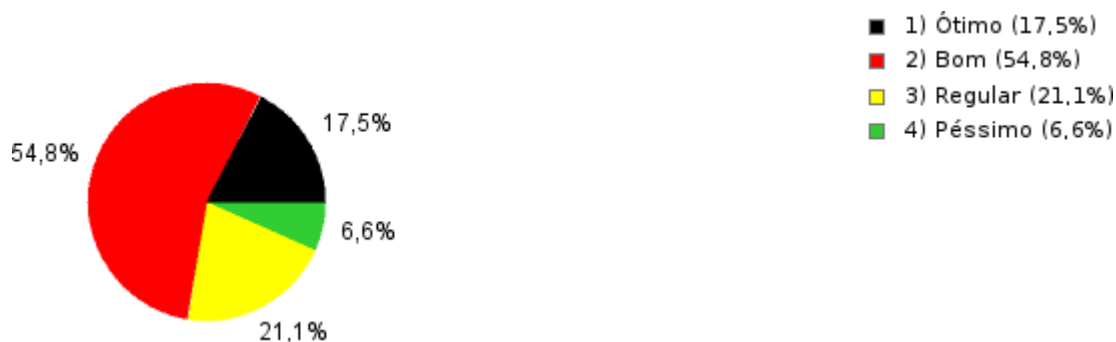 1) Ótimo (17,5%)
2) Bom (54,8%)
3) Regular (21,1%)
4) Péssimo (6,6%)
17,5%
54,8%
6,6%
21,1%